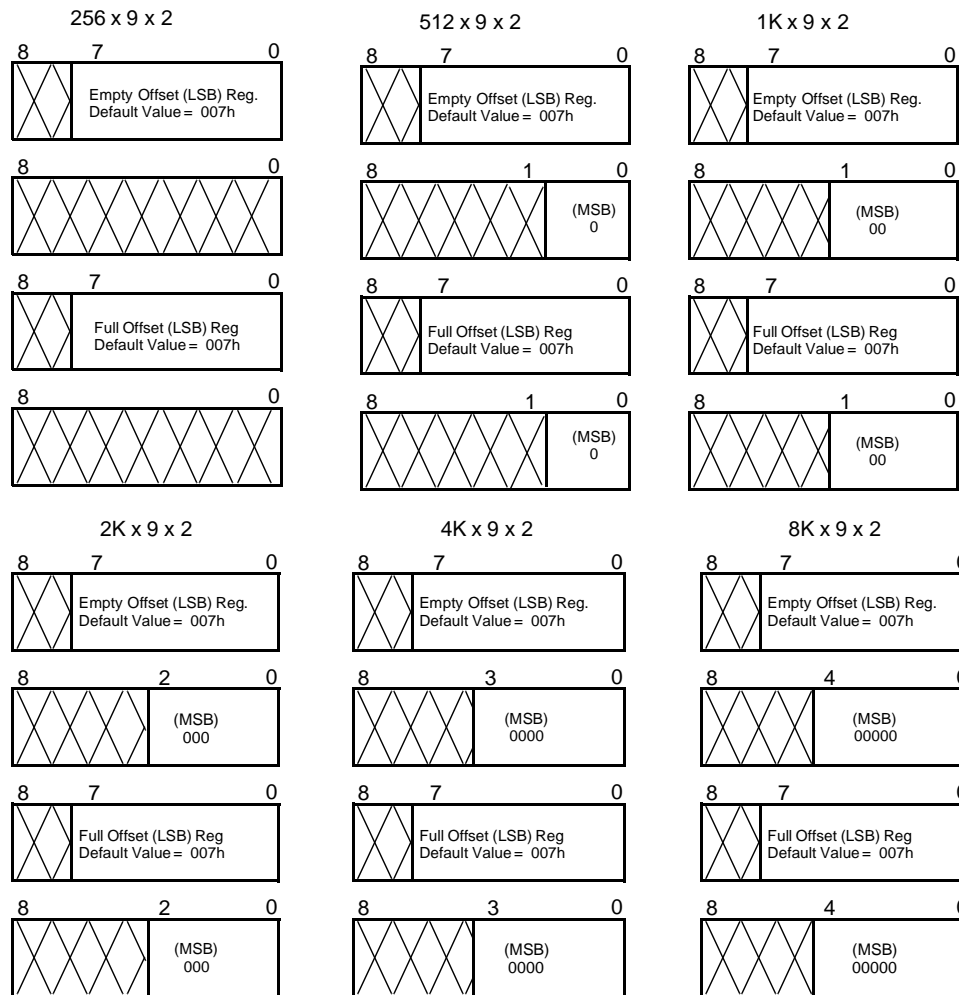 256 x 9 x 2
8 7 0
Empty Offset (LSB) Reg.
Default Value = 007h
8 0
8 7 0
Full Offset (LSB) Reg
Default Value = 007h
8 0
512 x 9 x 2
8 7 0
Empty Offset (LSB) Reg.
Default Value = 007h
8 1 0
(MSB)
0
8 7 0
Full Offset (LSB) Reg
Default Value = 007h
8 1 0
(MSB)
0
1K x 9 x 2
8 7 0
Empty Offset (LSB) Reg.
Default Value = 007h
8 1 0
(MSB)
00
8 7 0
Full Offset (LSB) Reg
Default Value = 007h
8 1 0
(MSB)
00
2K x 9 x 2
8 7 0
Empty Offset (LSB) Reg.
Default Value = 007h
8 2 0
(MSB)
000
8 7 0
Full Offset (LSB) Reg
Default Value = 007h
8 2 0
(MSB)
000
4K x 9 x 2
8 7 0
Empty Offset (LSB) Reg.
Default Value = 007h
8 3 0
(MSB)
0000
8 7 0
Full Offset (LSB) Reg
Default Value = 007h
8 3 0
(MSB)
0000
8K x 9 x 2
8 7 0
Empty Offset (LSB) Reg.
Default Value = 007h
8 4 0
(MSB)
00000
8 7 0
Full Offset (LSB) Reg
Default Value = 007h
8 4 0
(MSB)
00000